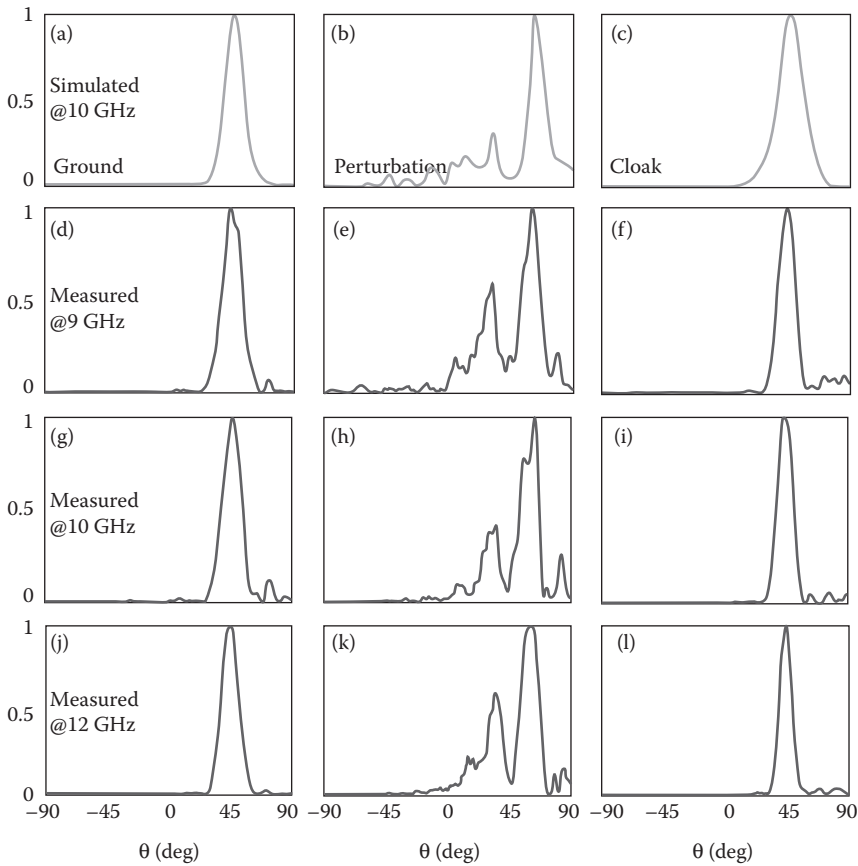 1 (a) (b) (c)
Simulated
@10 GHz
0.5
Ground Perturbation Cloak
0
1 (d) (e) (f)
Measured
@9 GHz
0.5
0
1 (g) (h) (i)
Measured
@10 GHz
0.5
0
1 (j) (k) (l)
Measured
@12 GHz
0.5
0
−90 −45 0 45 90 −90 −45 0 45 90 −90 −45 0 45 90
θ (deg) θ (deg) θ (deg)